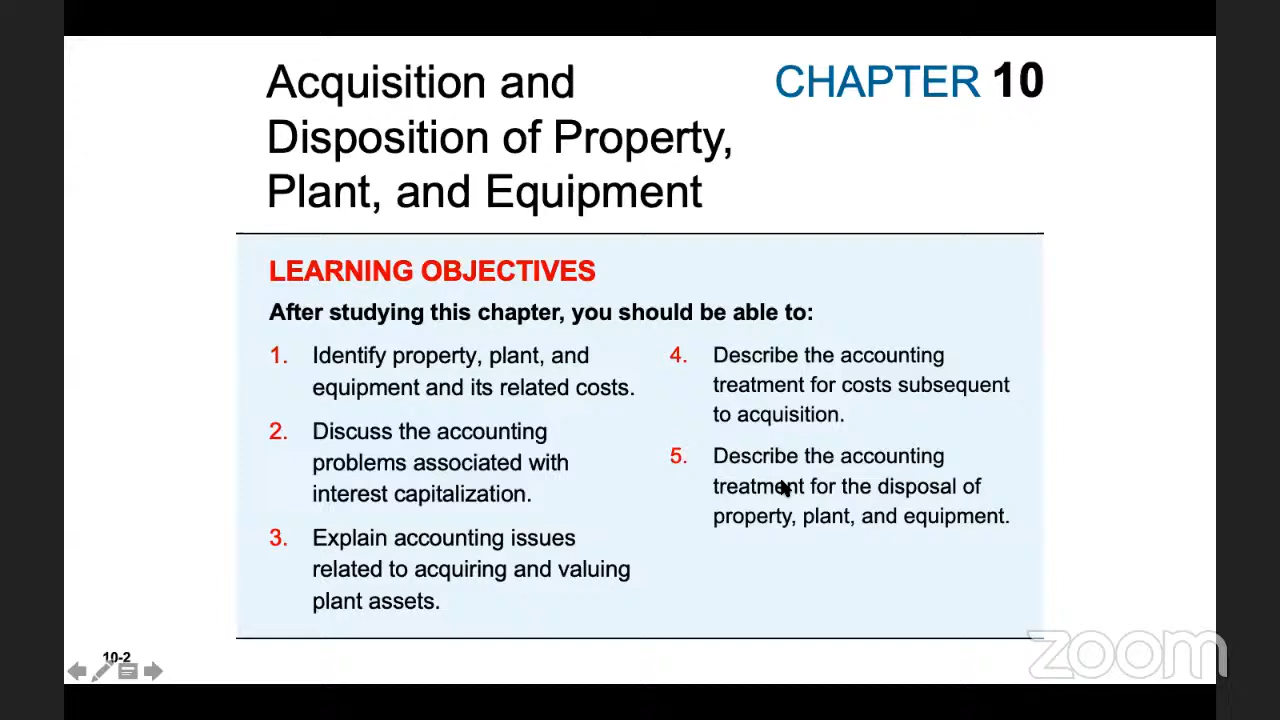 Acquisition and
Disposition of Property,
Plant, and Equipment
CHAPTER 10
LEARNING OBJECTIVES
After studying this chapter, you should be able to:
1. Identify property, plant, and
equipment and its related costs.
2. Discuss the accounting
problems associated with
interest capitalization.
3. Explain accounting issues
related to acquiring and valuing
plant assets.
4. Describe the accounting
treatment for costs subsequent
to acquisition.
5. Describe the accounting
treatment for the disposal of
property, plant, and equipment.
10-2
zoom